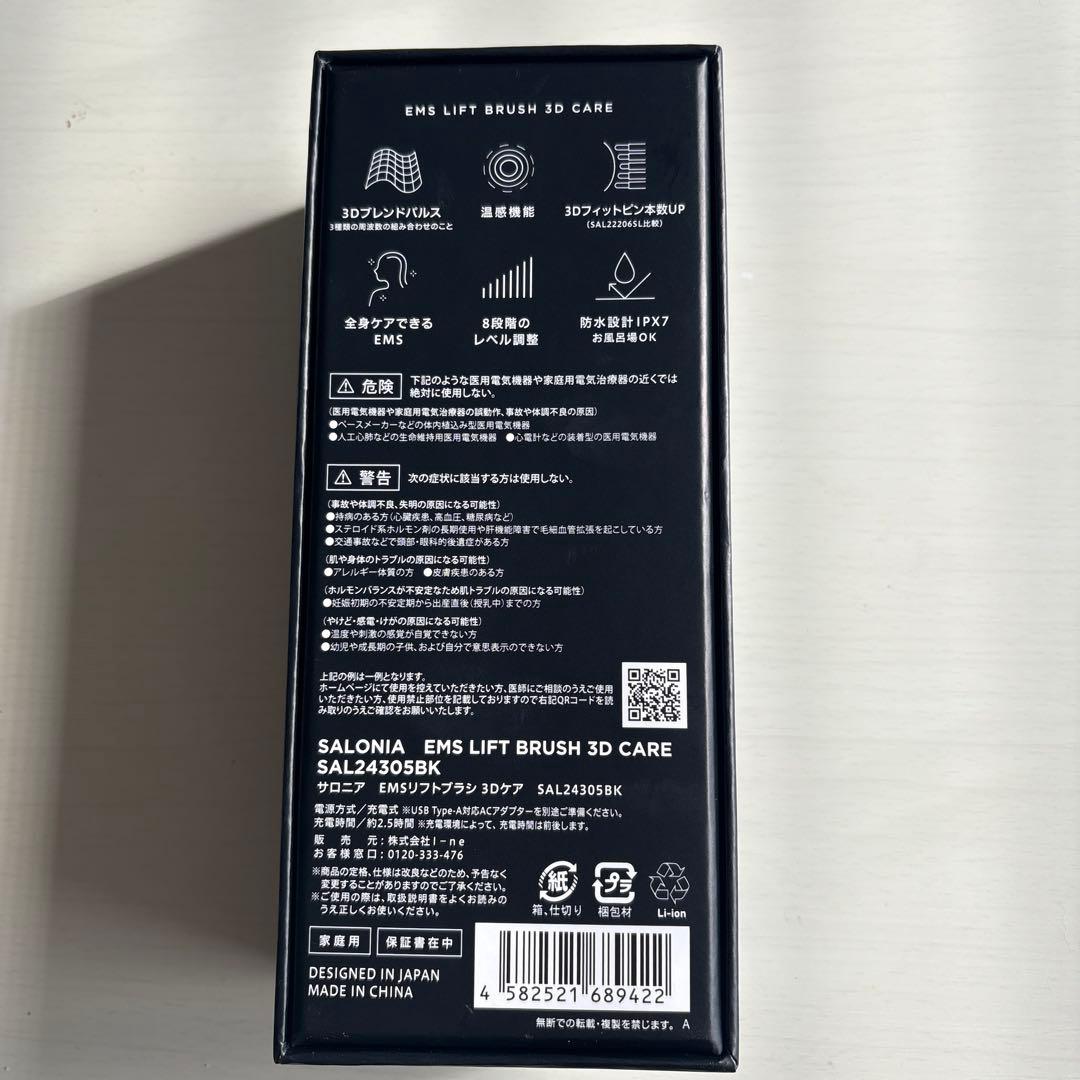 EMS LIFT BRUSH 3D CARE
3Dブレンドパルス
3種類の周波数の組み合わせのこと
温感機能
3Dフィットピン本数UP
(SAL22206SL比較)
全身ケアできる
EMS
8段階の
レベル調整
防水設計IPX7
お風呂場OK
危険
下記のような医用電気機器や家庭用電気治療器の近くでは
絶対に使用しない。
(医用電気機器や家庭用電気治療器の誤動作、事故や体調不良の原因)
●ペースメーカーなどの体内植込み型医用電気機器
●人工心肺などの生命維持用医用電気機器 ●心電計などの装着型の医用電気機器
警告
次の症状に該当する方は使用しない。
(事故や体調不良、失明の原因になる可能性)
●持病のある方(心臓疾患、高血圧、糖尿病など)
●ステロイド系ホルモン剤の長期使用や肝機能障害で毛細血管拡張を起こしている方
●交通事故などで頭部・眼科的後遺症がある方
(肌や身体のトラブルの原因になる可能性)
●アレルギー体質の方 ●皮膚疾患のある方
(ホルモンバランスが不安定なため肌トラブルの原因になる可能性)
●妊娠初期の不安定期から出産直後(授乳中)までの方
(やけど・感電・けがの原因になる可能性)
●温度や刺激の感覚が自覚できない方
●幼児や成長期の子供、および自分で意思表示のできない方
上記の例は一例となります。
ホームページにて使用を控えていただきたい方、医師にご相談のうえご使用
いただきたい方、使用禁止部位を記載しておりますので右記QRコードを読
み取りのうえご確認をお願いいたします。
SALONIA EMS LIFT BRUSH 3D CARE
SAL24305BK
サロニア EMSリフトブラシ 3Dケア SAL24305BK
電源方式/充電式 ※USB Type-A対応ACアダプターを別途ご準備ください。
充電時間/約2.5時間 ※充電環境によって、充電時間は前後します。
販売元:株式会社I-ne
お客様窓口:0120-333-476
※商品の定格、仕様は改良などのため、予告なく
変更することがありますのでご了承ください。
※ご使用の際は、取扱説明書をよくお読みの
うえ正しくお使いください。
紙
箱、仕切り
プラ
梱包材
Li-ion
家庭用
保証書在中
DESIGNED IN JAPAN
MADE IN CHINA
4 582521 689422
無断での転載・複製を禁じます。 A